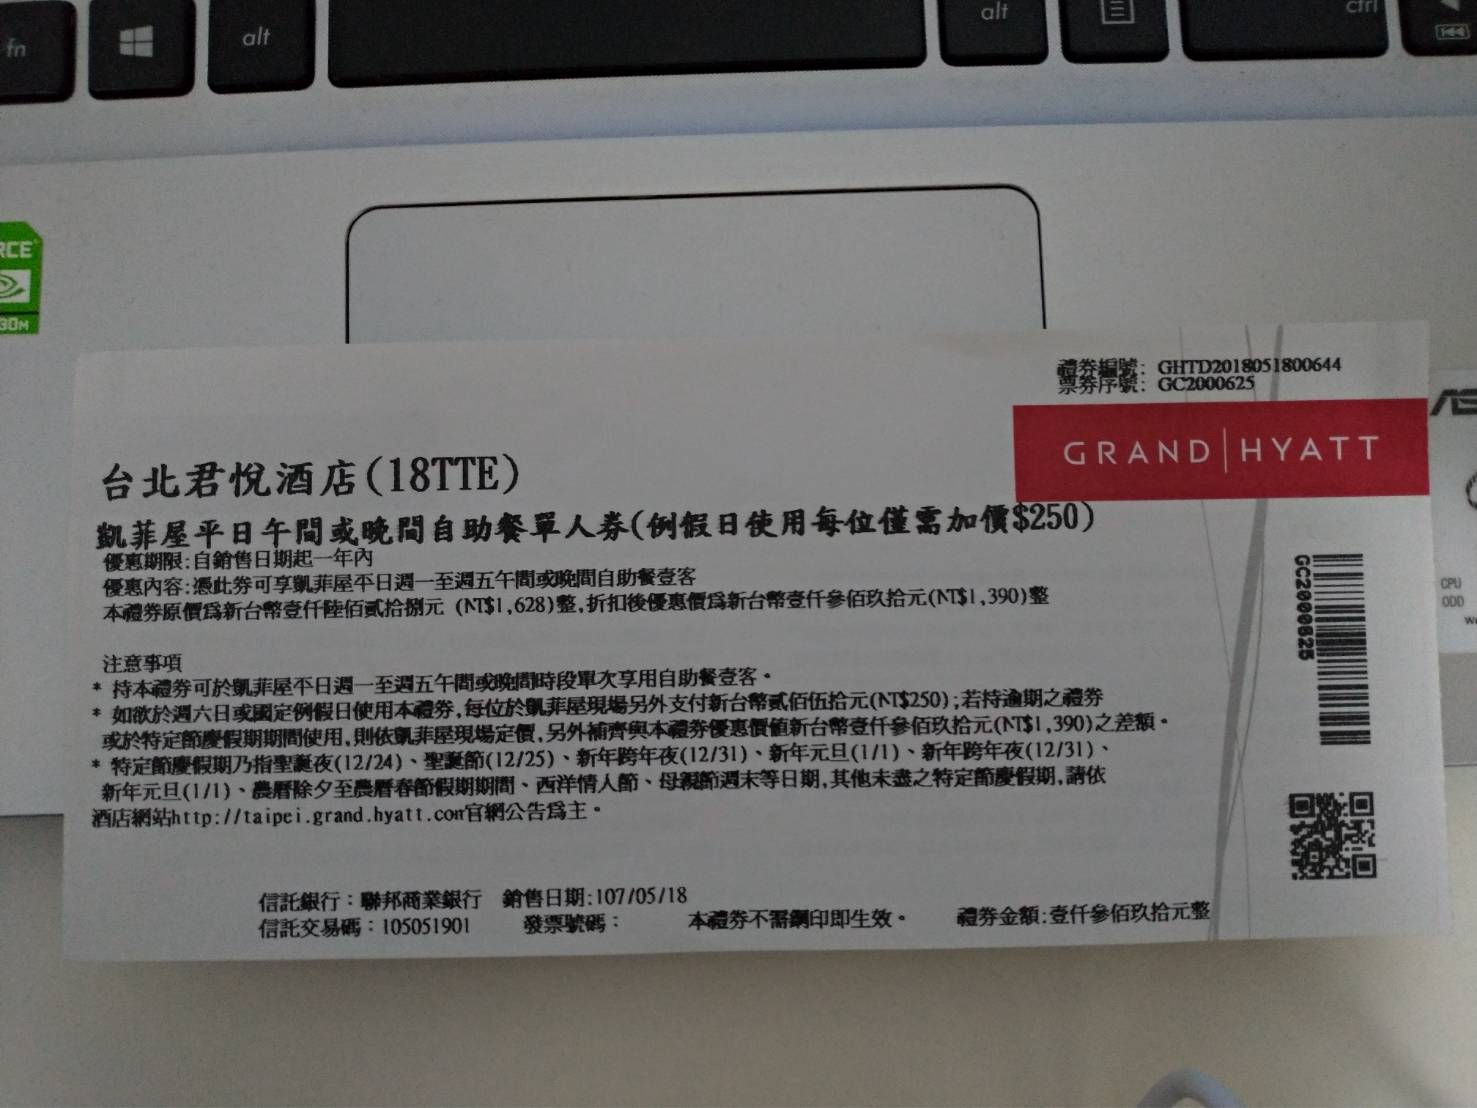 fn
alt
alt
ctrl
RCE
30M
禮券編號: GHTD2018051800644
票券序號: GC2000625
GRAND HYATT
台北君悅酒店(18TTE)
凱菲屋平日午間或晚間自助餐單人券(例假日使用每位僅需加價$250)
優惠期限:自銷售日期起一年內
優惠內容:憑此券可享凱菲屋平日週一至週五午間或晚間自助餐壹客
本禮券原價為新台幣壹仟陸佰貳拾捌元 (NT$1,628)整,折扣後優惠價為新台幣壹仟參佰玖拾元(NT$1,390)整
注意事項
* 持本禮券可於凱菲屋平日週一至週五午間或晚間時段單次享用自助餐壹客。
* 如欲於週六日或國定例假日使用本禮券,每位於凱菲屋現場另外支付新台幣貳佰伍拾元(NT$250);若持逾期之禮券
或於特定節慶假期期間使用,則依凱菲屋現場定價,另外補齊與本禮券優惠價值新台幣壹仟參佰玖拾元(NT$1,390)之差額。
* 特定節慶假期乃指聖誕夜(12/24)、聖誕節(12/25)、新年跨年夜(12/31)、新年元旦(1/1)、新年跨年夜(12/31)、
新年元旦(1/1)、農曆除夕至農曆春節假期期間、西洋情人節、母親節週末等日期,其他未盡之特定節慶假期,請依
酒店網站http://taipei.grand.hyatt.com官網公告為主。
GC2000625
信託銀行:聯邦商業銀行 銷售日期:107/05/18
信託交易碼:105051901 發票號碼: 本禮券不需鋼印即生效。 禮券金額:壹仟參佰玖拾元整
CPU
ODD